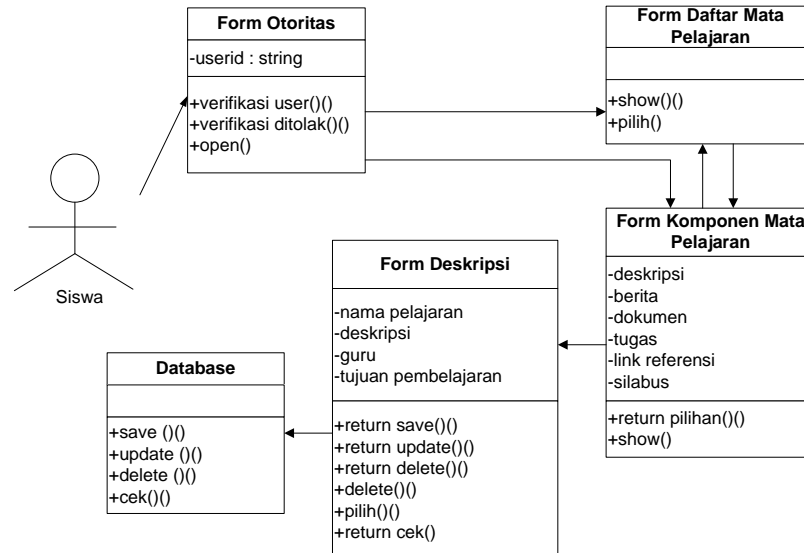 Form Otoritas
-userid : string
+verifikasi user()()
+verifikasi ditolak()()
+open()
Form Daftar Mata
Pelajaran
+show()()
+pilih()
Siswa
Form Komponen Mata
Pelajaran
-deskripsi
-berita
-dokumen
-tugas
-link referensi
-silabus
+return pilihan()()
+show()
Form Deskripsi
-nama pelajaran
-deskripsi
-guru
-tujuan pembelajaran
+return save()()
+return update()()
+return delete()()
+delete()()
+pilih()()
+return cek()
Database
+save ()()
+update ()()
+delete ()()
+cek()()